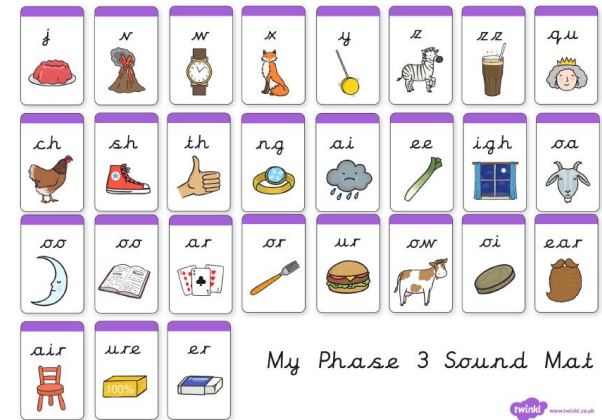 j v w x y z zz qu
ch sh th ng ai ee igh oa
oo oo ar or ur ow oi ear
air ure er
100%
My Phase 3 Sound Mat
twinkl www.twinkl.co.uk